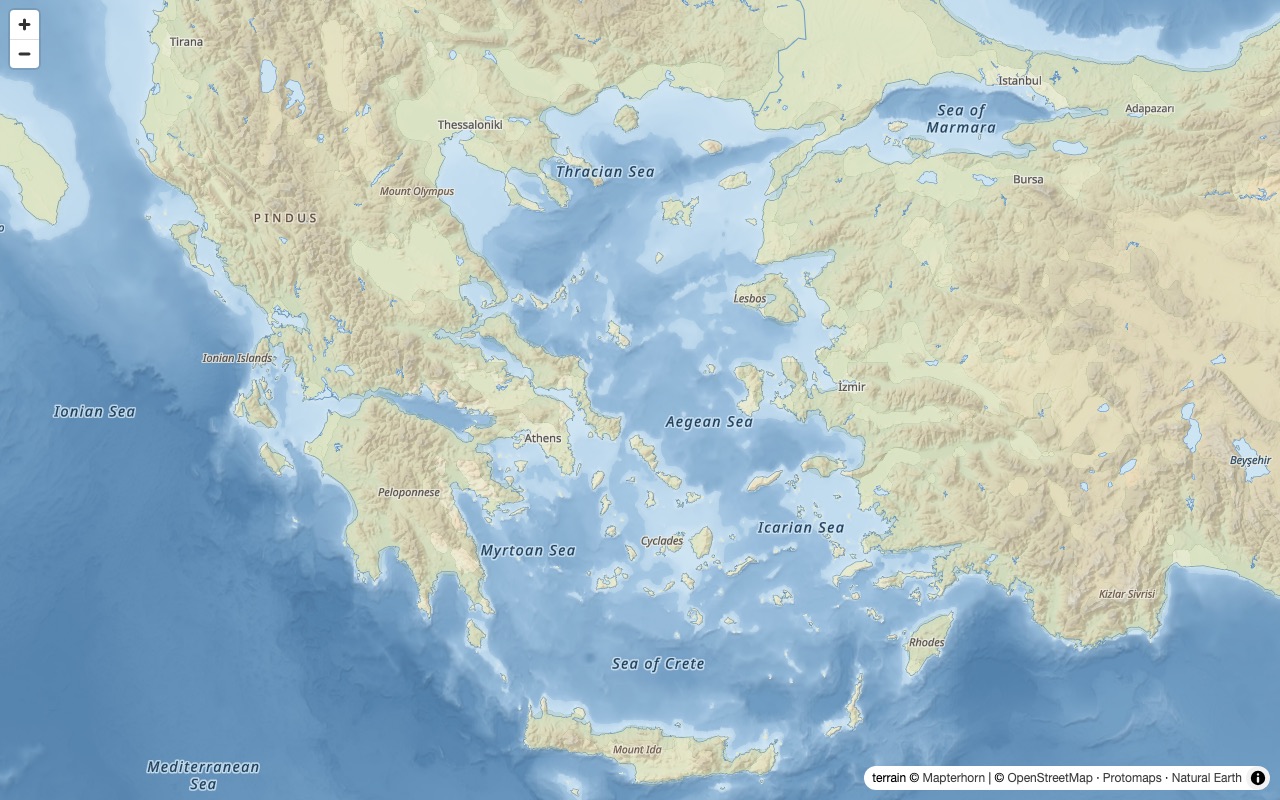 +
−
Tirana
Istanbul
Sea of
Marmara
Adapazarı
Thessaloniki
Thracian Sea
Mount Olympus
Bursa
PINDUS
Lesbos
Ionian Islands
İzmir
Ionian Sea
Aegean Sea
Athens
Beyşehir
Peloponnese
Icarian Sea
Cyclades
Myrtoan Sea
Kizlar Sivrisi
Rhodes
Sea of Crete
Mount Ida
Mediterranean
Sea
terrain © Mapterhorn | © OpenStreetMap · Protomaps · Natural Earth